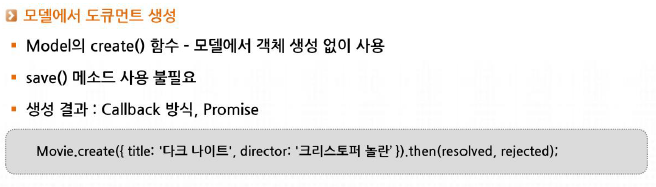 모델에서 도큐먼트 생성
▪ Model의 create() 함수 - 모델에서 객체 생성 없이 사용
▪ save() 메소드 사용 불필요
▪ 생성 결과 : Callback 방식, Promise
Movie.create({ title: '다크 나이트', director: '크리스토퍼 놀란' }).then(resolved, rejected);